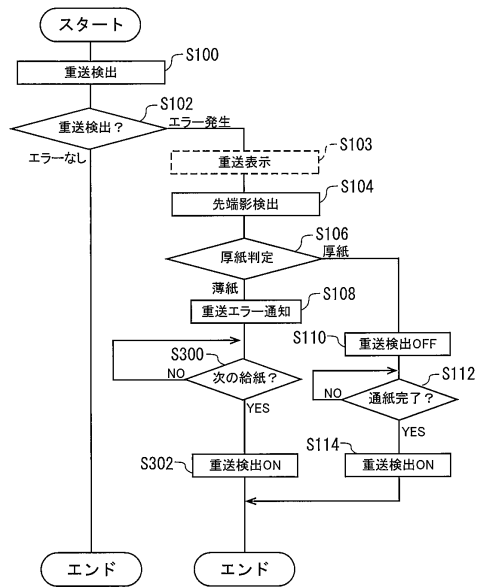 スタート
S100
重送検出
S102
重送検出？
エラー発生
エラーなし
S103
重送表示
S104
先端影検出
S106
厚紙判定
厚紙
薄紙
S108
重送エラー通知
S110
重送検出OFF
S300
次の給紙？
NO
YES
S112
通紙完了？
NO
YES
S302
重送検出ON
S114
重送検出ON
エンド
エンド